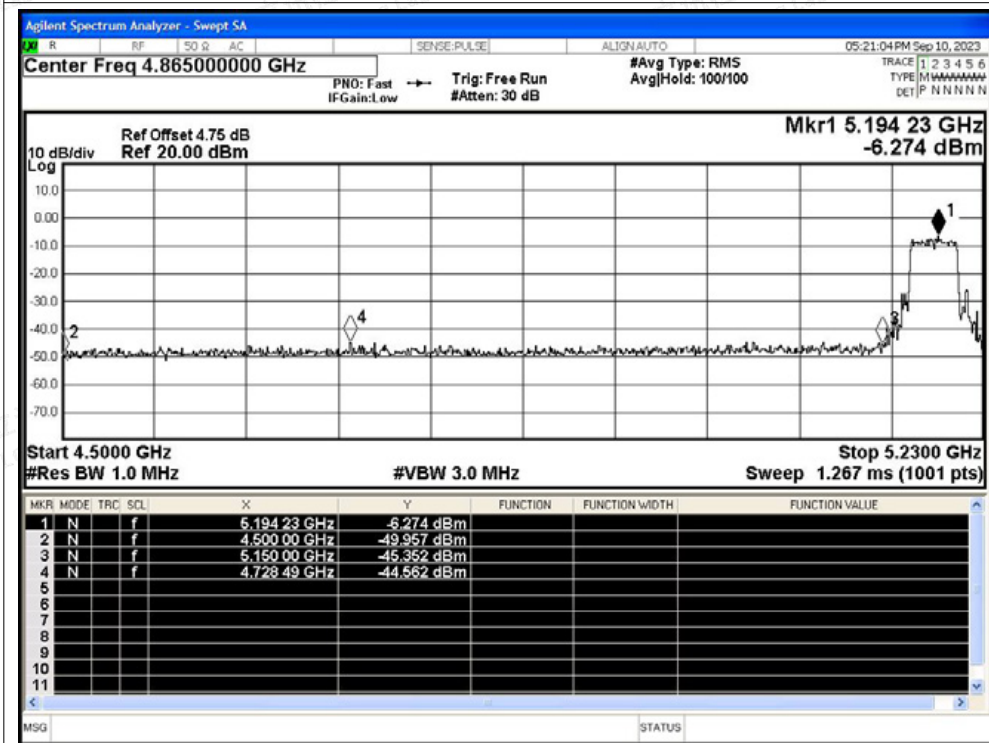 Agilent Spectrum Analyzer - Swept SA
R RF 50 Ω AC SENSE:PULSE ALIGN AUTO 05:21:04 PM Sep 10, 2023
Center Freq 4.865000000 GHz #Avg Type: RMS TRACE 1 2 3 4 5 6
PNO: Fast Trig: Free Run Avg|Hold: 100/100 TYPE M
IFGain:Low #Atten: 30 dB DET P N N N N N
Mkr1 5.194 23 GHz
Ref Offset 4.75 dB
10 dB/div Ref 20.00 dBm -6.274 dBm
Log
10.0
0.00
1
-10.0
-20.0
-30.0
4
3
-40.0
2
-50.0
-60.0
-70.0
Start 4.5000 GHz Stop 5.2300 GHz
#Res BW 1.0 MHz #VBW 3.0 MHz Sweep 1.267 ms (1001 pts)
MKR MODE TRC SCL X Y FUNCTION FUNCTION WIDTH FUNCTION VALUE
1 N f 5.194 23 GHz -6.274 dBm
2 N f 4.500 00 GHz -49.957 dBm
3 N f 5.150 00 GHz -45.352 dBm
4 N f 4.728 49 GHz -44.562 dBm
5
6
7
8
9
10
11
MSG STATUS